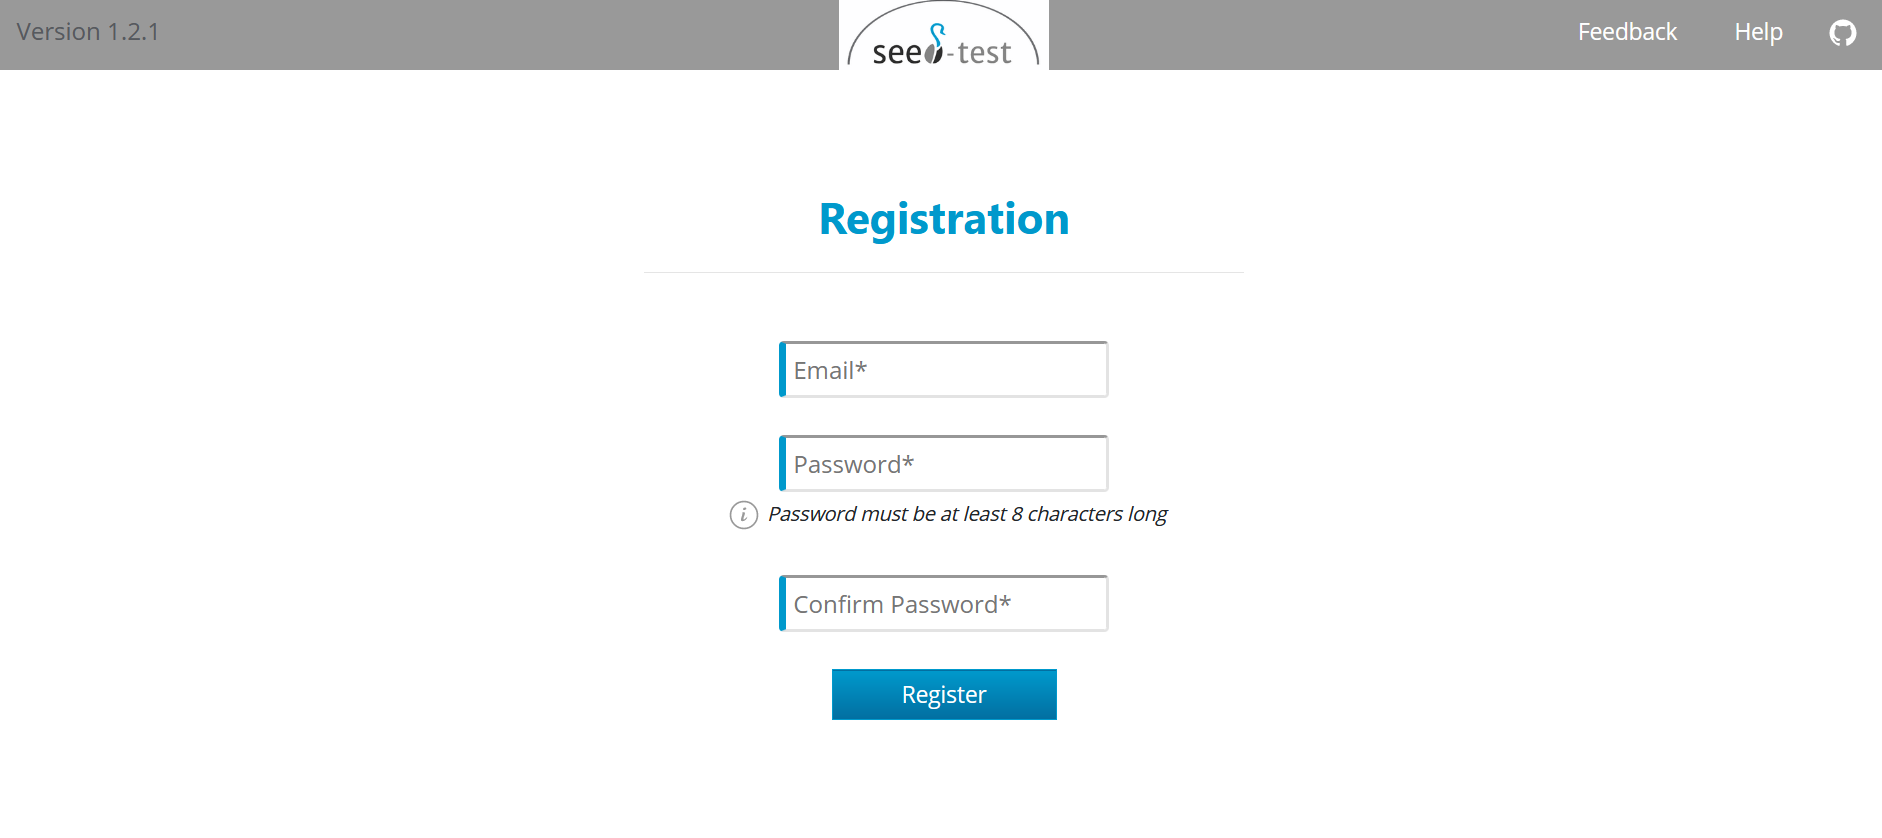 Version 1.2.1
seed-test
Feedback
Help
Registration
Email*
Password*
i Password must be at least 8 characters long
Confirm Password*
Register